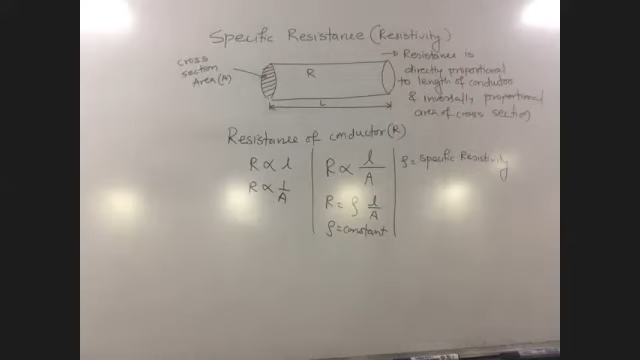 Specific Resistance (Resistivity)
cross
section
Area (A)
R
L
→ Resistance is
directly proportional
to length of conductor
& inversally proportional
area of cross section
Resistance of conductor (R)
R ∝ l
R ∝ 1/A
R ∝ l/A
R = ρ l/A
ρ = constant
ρ = specific Resistivity